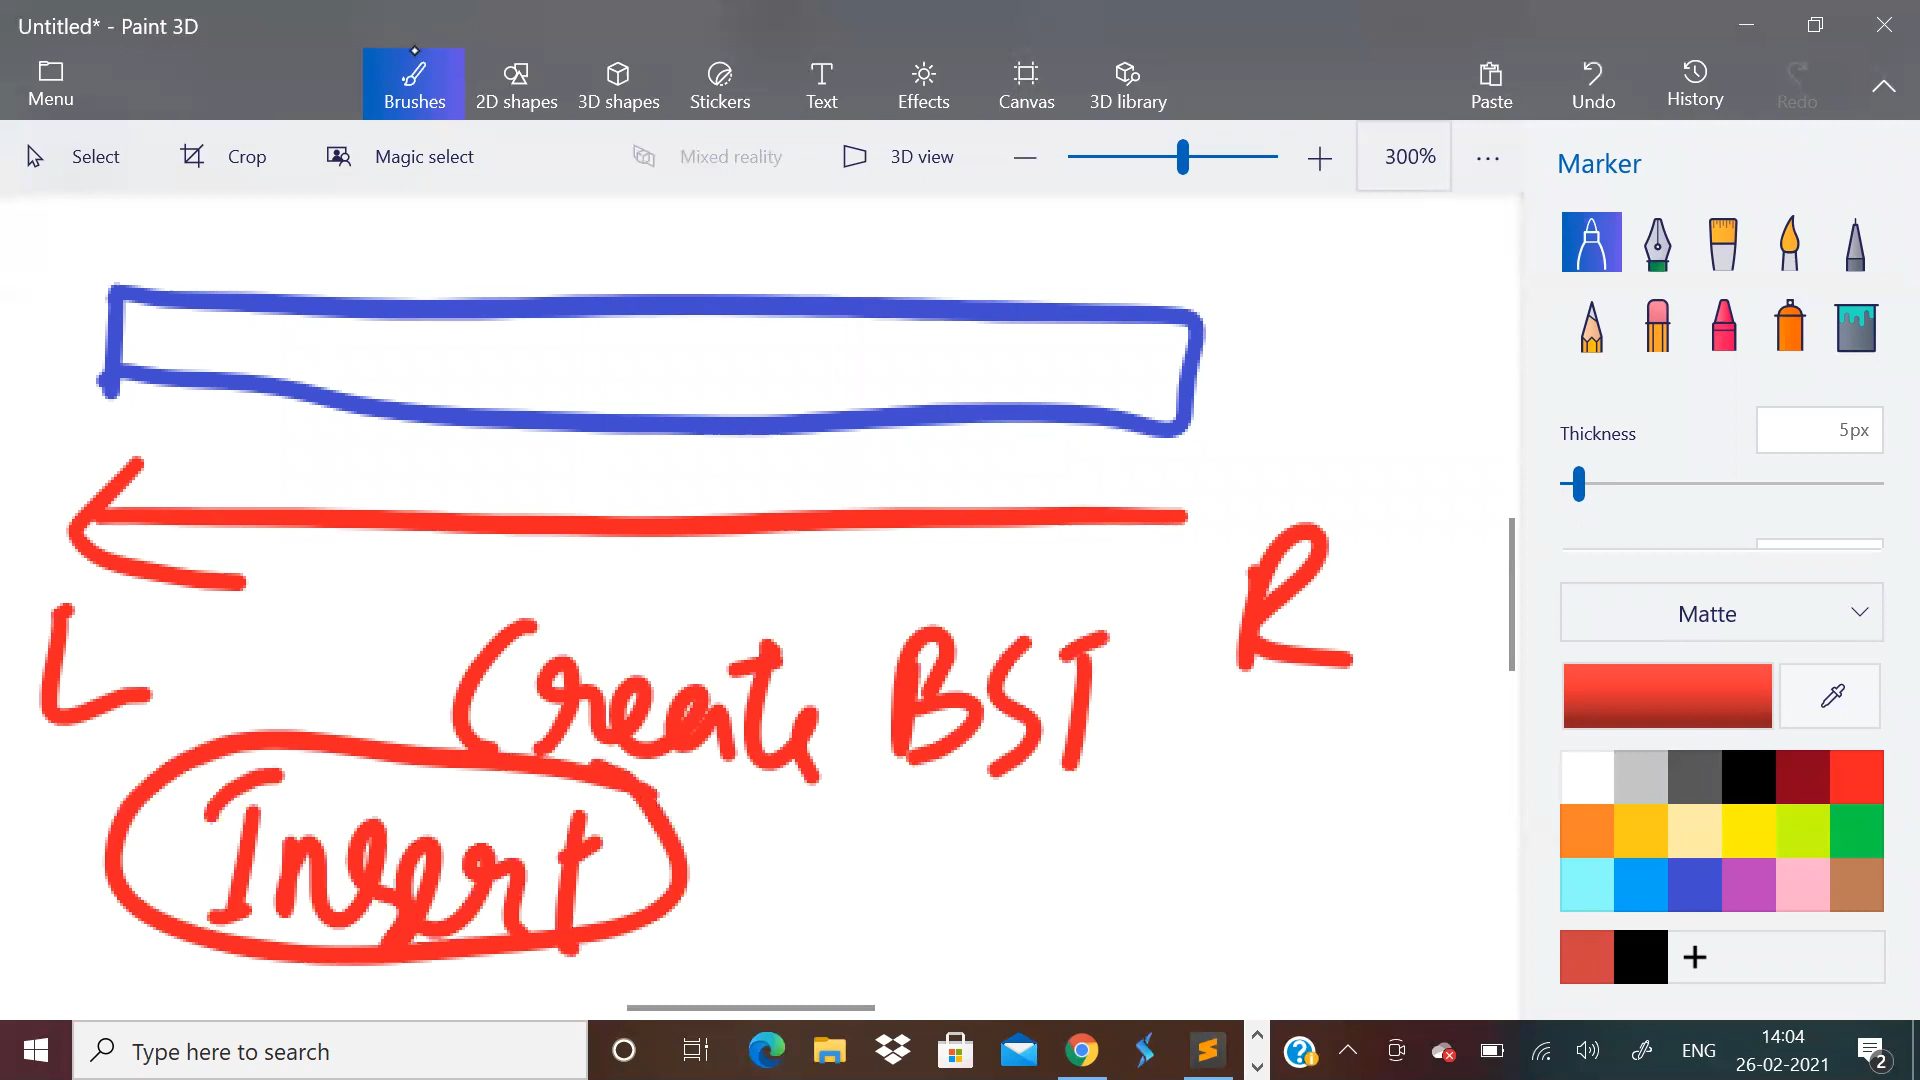 Untitled* - Paint 3D
Menu
Brushes
2D shapes
3D shapes
Stickers
Text
Effects
Canvas
3D library
Paste
Undo
History
Redo
Select
Crop
Magic select
Mixed reality
3D view
300%
Marker
Thickness
5px
Matte
R
L
Create BST
Insert
Type here to search
ENG
14:04
26-02-2021
2